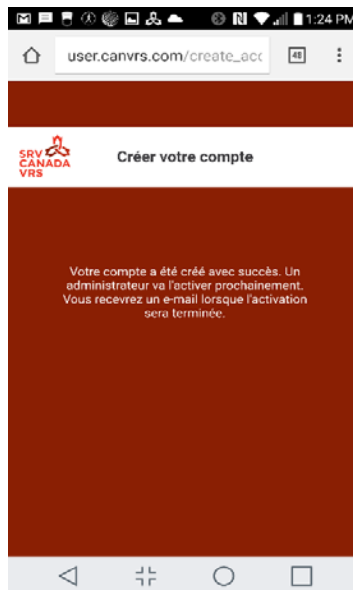 1:24 PM
user.canvrs.com/create_acc
48
SRV
CANADA
VRS
Créer votre compte
Votre compte a été créé avec succès. Un
administrateur va l'activer prochainement.
Vous recevrez un e-mail lorsque l'activation
sera terminée.